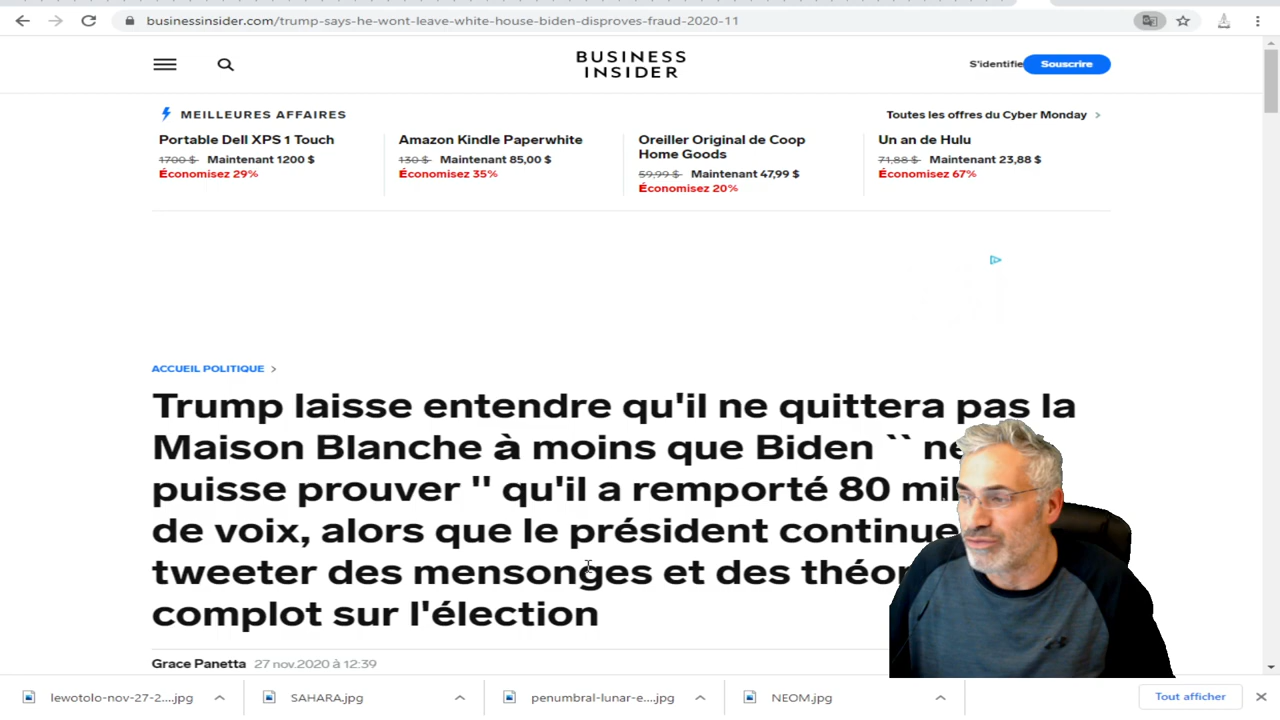 businessinsider.com/trump-says-he-wont-leave-white-house-biden-disproves-fraud-2020-11
BUSINESS
INSIDER
S'identifie
Souscrire
MEILLEURES AFFAIRES
Toutes les offres du Cyber Monday
Portable Dell XPS 1 Touch
1700 $ Maintenant 1200 $
Économisez 29%
Amazon Kindle Paperwhite
130 $ Maintenant 85,00 $
Économisez 35%
Oreiller Original de Coop
Home Goods
59,99 $ Maintenant 47,99 $
Économisez 20%
Un an de Hulu
71,88 $ Maintenant 23,88 $
Économisez 67%
ACCUEIL POLITIQUE
Trump laisse entendre qu'il ne quittera pas la
Maison Blanche à moins que Biden `` ne
puisse prouver '' qu'il a remporté 80
de voix, alors que le président continue
tweeter des mensonges et des
complot sur l'élection
Grace Panetta 27 nov.2020 à 12:39
lewotolo-nov-27-2....jpg
SAHARA.jpg
penumbral-lunar-e....jpg
NEOM.jpg
Tout afficher